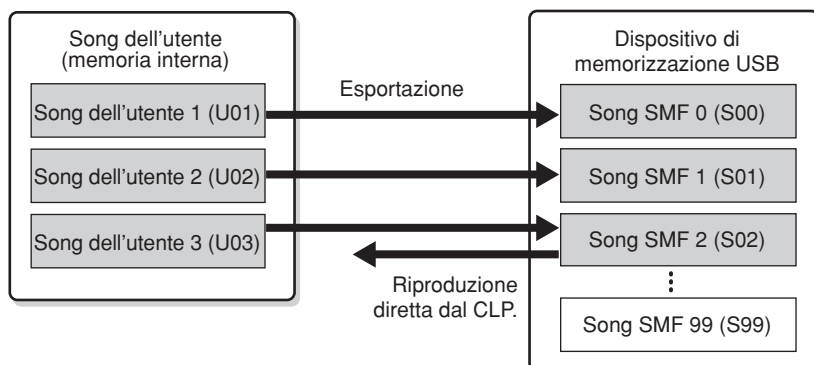 Song dell'utente
(memoria interna)
Song dell'utente 1 (U01)
Song dell'utente 2 (U02)
Song dell'utente 3 (U03)
Esportazione
Riproduzione
diretta dal CLP.
Dispositivo di
memorizzazione USB
Song SMF 0 (S00)
Song SMF 1 (S01)
Song SMF 2 (S02)
Song SMF 99 (S99)